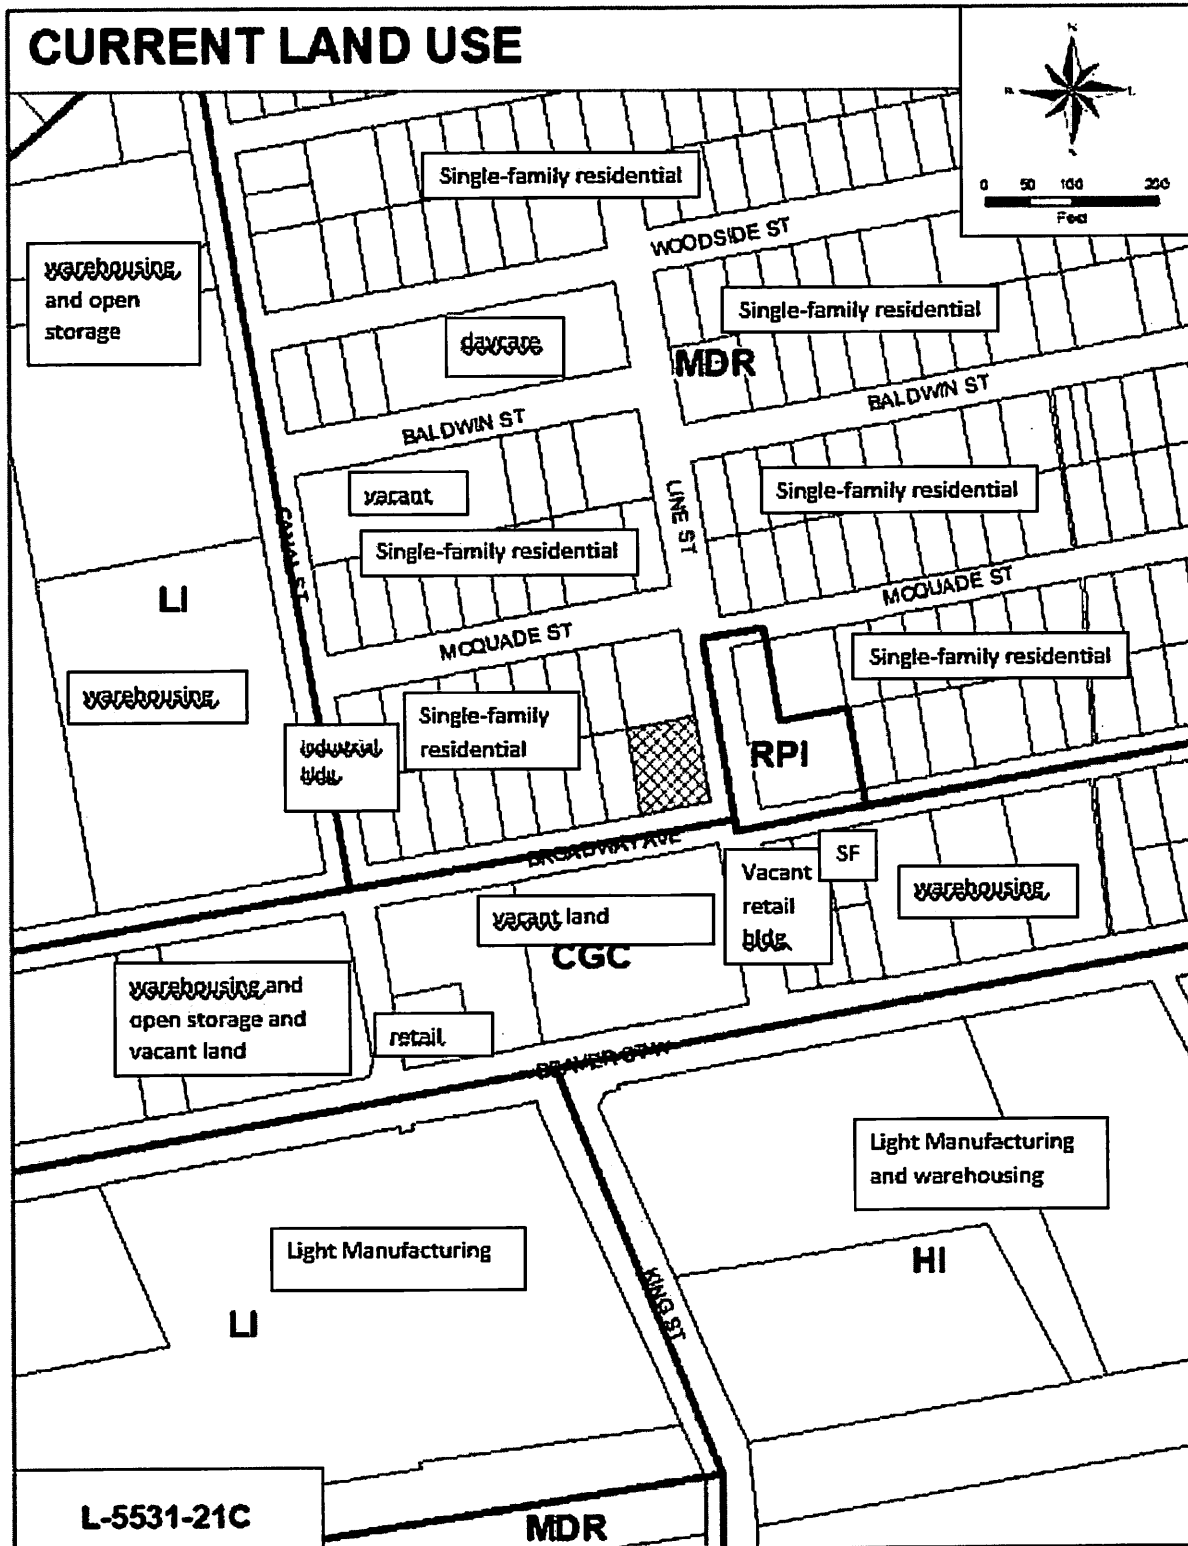 CURRENT LAND USE
N
0 50 100 200
Feet
Single-family residential
WOODSIDE ST
warehousing
and open
storage
Single-family residential
daycare
MDR
BALDWIN ST
BALDWIN ST
vacant
Single-family residential
LINE ST
CANAL ST
Single-family residential
LI
MCQUADE ST
MCQUADE ST
Single-family residential
warehousing
Single-family
residential
industrial
bldg
RPI
BROADWAY AVE
SF
Vacant
retail
bldg
warehousing
vacant land
CGC
warehousing and
open storage and
vacant land
retail
BEAVER ST W
Light Manufacturing
and warehousing
Light Manufacturing
HI
KING ST
LI
L-5531-21C
MDR